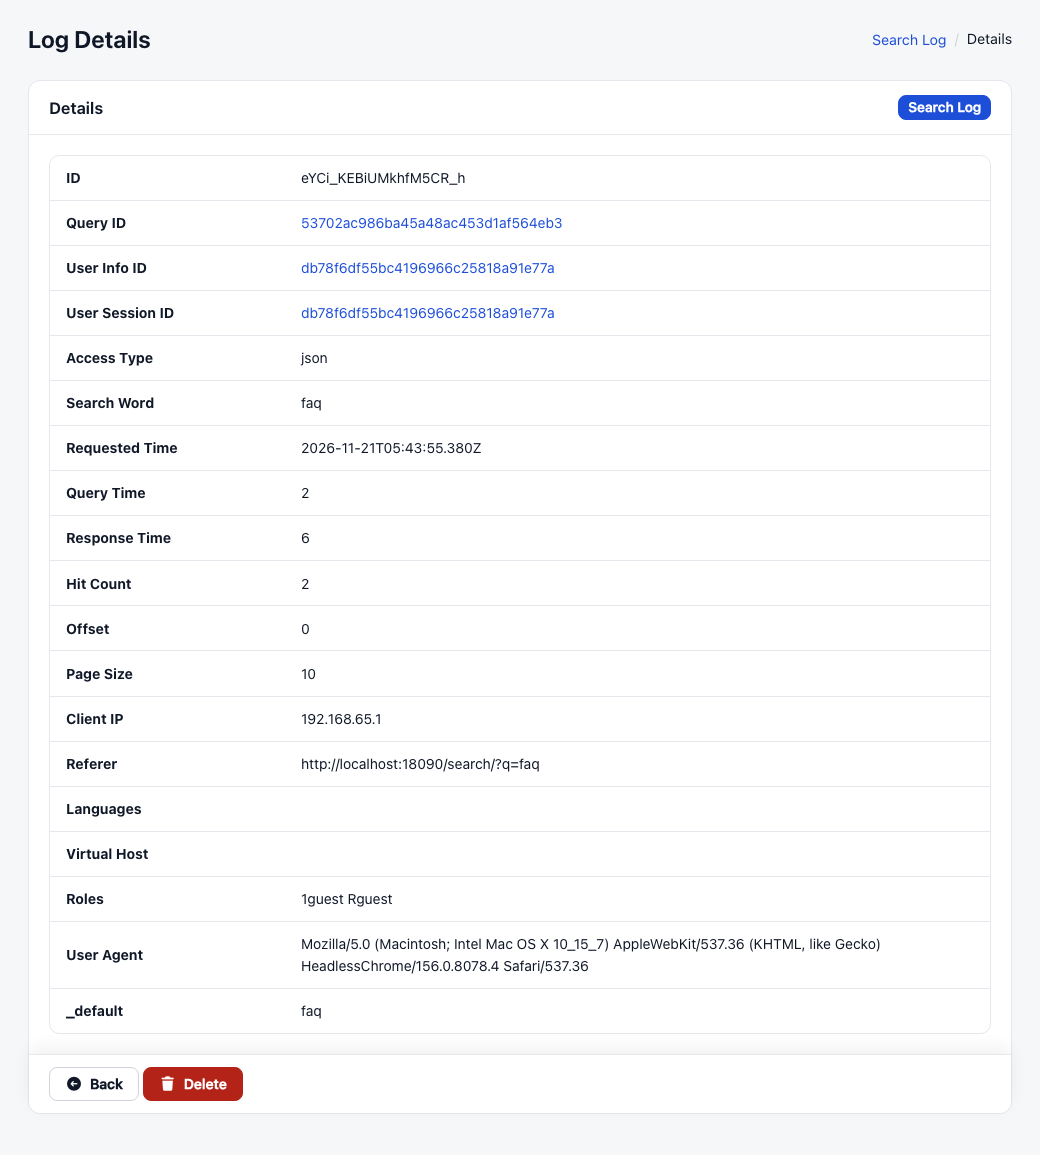 Log Details
Search Log / Details
Details
Search Log
ID eYCi_KEBiUMkhfM5CR_h
Query ID 53702ac986ba45a48ac453d1af564eb3
User Info ID db78f6df55bc4196966c25818a91e77a
User Session ID db78f6df55bc4196966c25818a91e77a
Access Type json
Search Word faq
Requested Time 2026-11-21T05:43:55.380Z
Query Time 2
Response Time 6
Hit Count 2
Offset 0
Page Size 10
Client IP 192.168.65.1
Referer http://localhost:18090/search/?q=faq
Languages
Virtual Host
Roles 1guest Rguest
User Agent Mozilla/5.0 (Macintosh; Intel Mac OS X 10_15_7) AppleWebKit/537.36 (KHTML, like Gecko)
HeadlessChrome/156.0.8078.4 Safari/537.36
_default faq
Back Delete